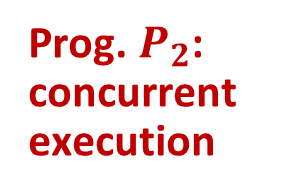 Prog. P₂:
concurrent
execution